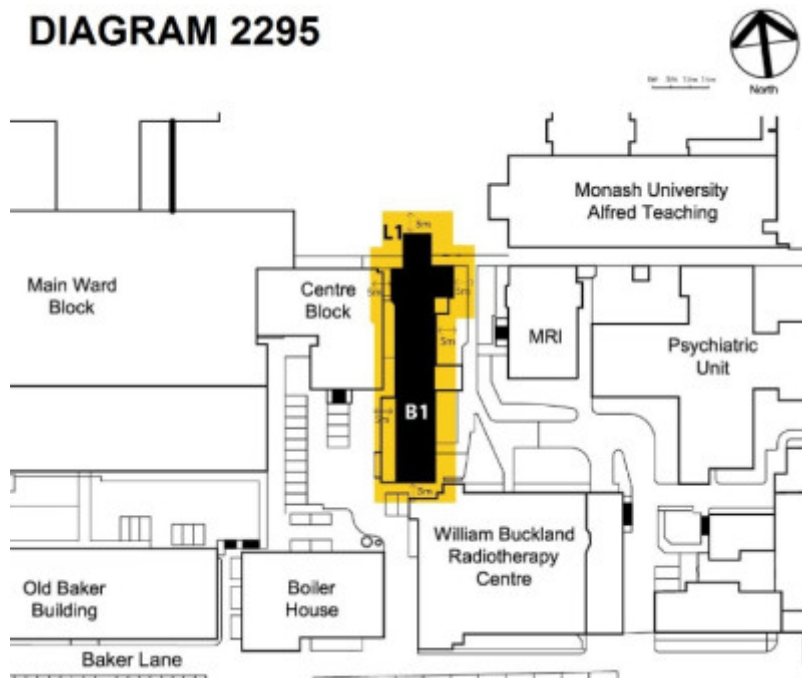 DIAGRAM 2295
North
Monash University
Alfred Teaching
L1
5m
Main Ward
Block
Centre
Block
5m
5m
5m
MRI
Psychiatric
Unit
B1
5m
William Buckland
Radiotherapy
Centre
Old Baker
Building
Boiler
House
Baker Lane